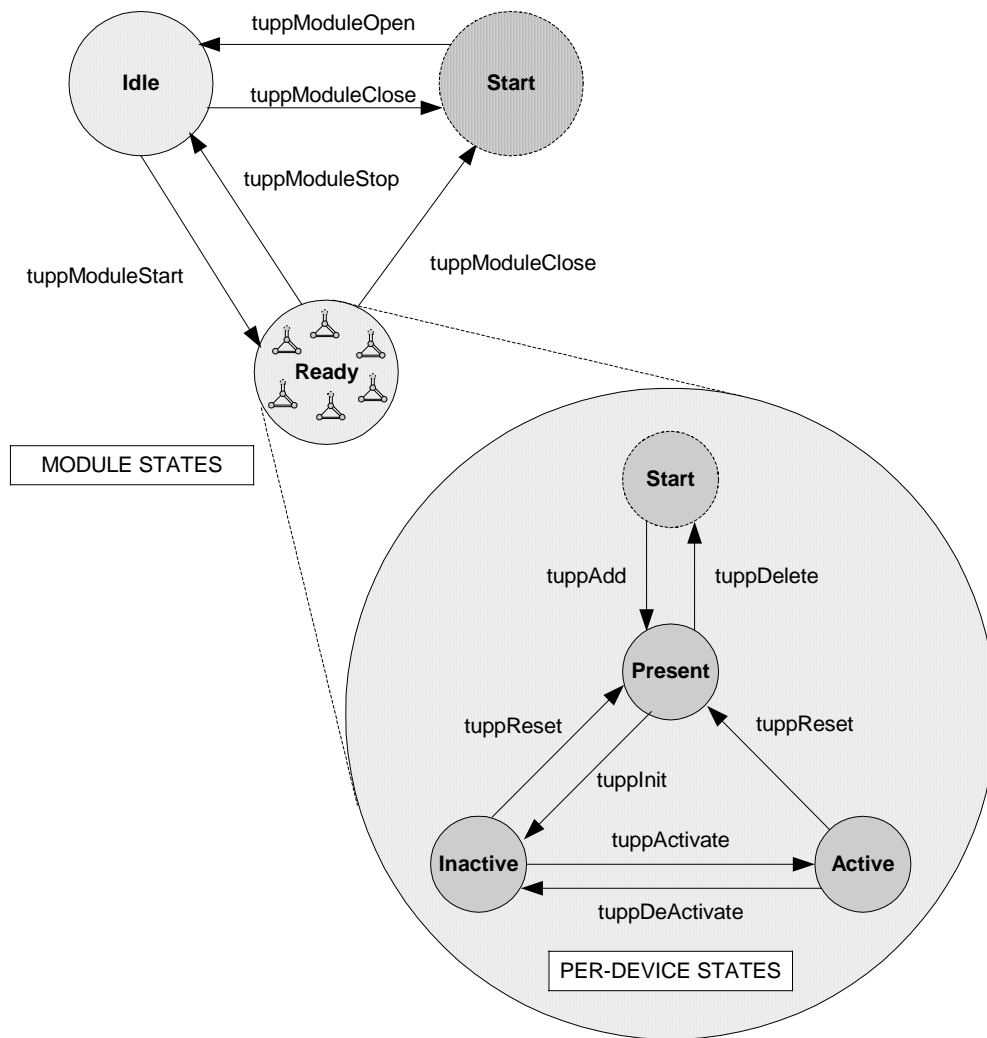 tuppModuleOpen
Idle
Start
tuppModuleClose
tuppModuleStop
tuppModuleClose
tuppModuleStart
Ready
MODULE STATES
Start
tuppAdd
tuppDelete
Present
tuppReset
tuppReset
tuppInit
tuppActivate
Inactive
Active
tuppDeActivate
PER-DEVICE STATES